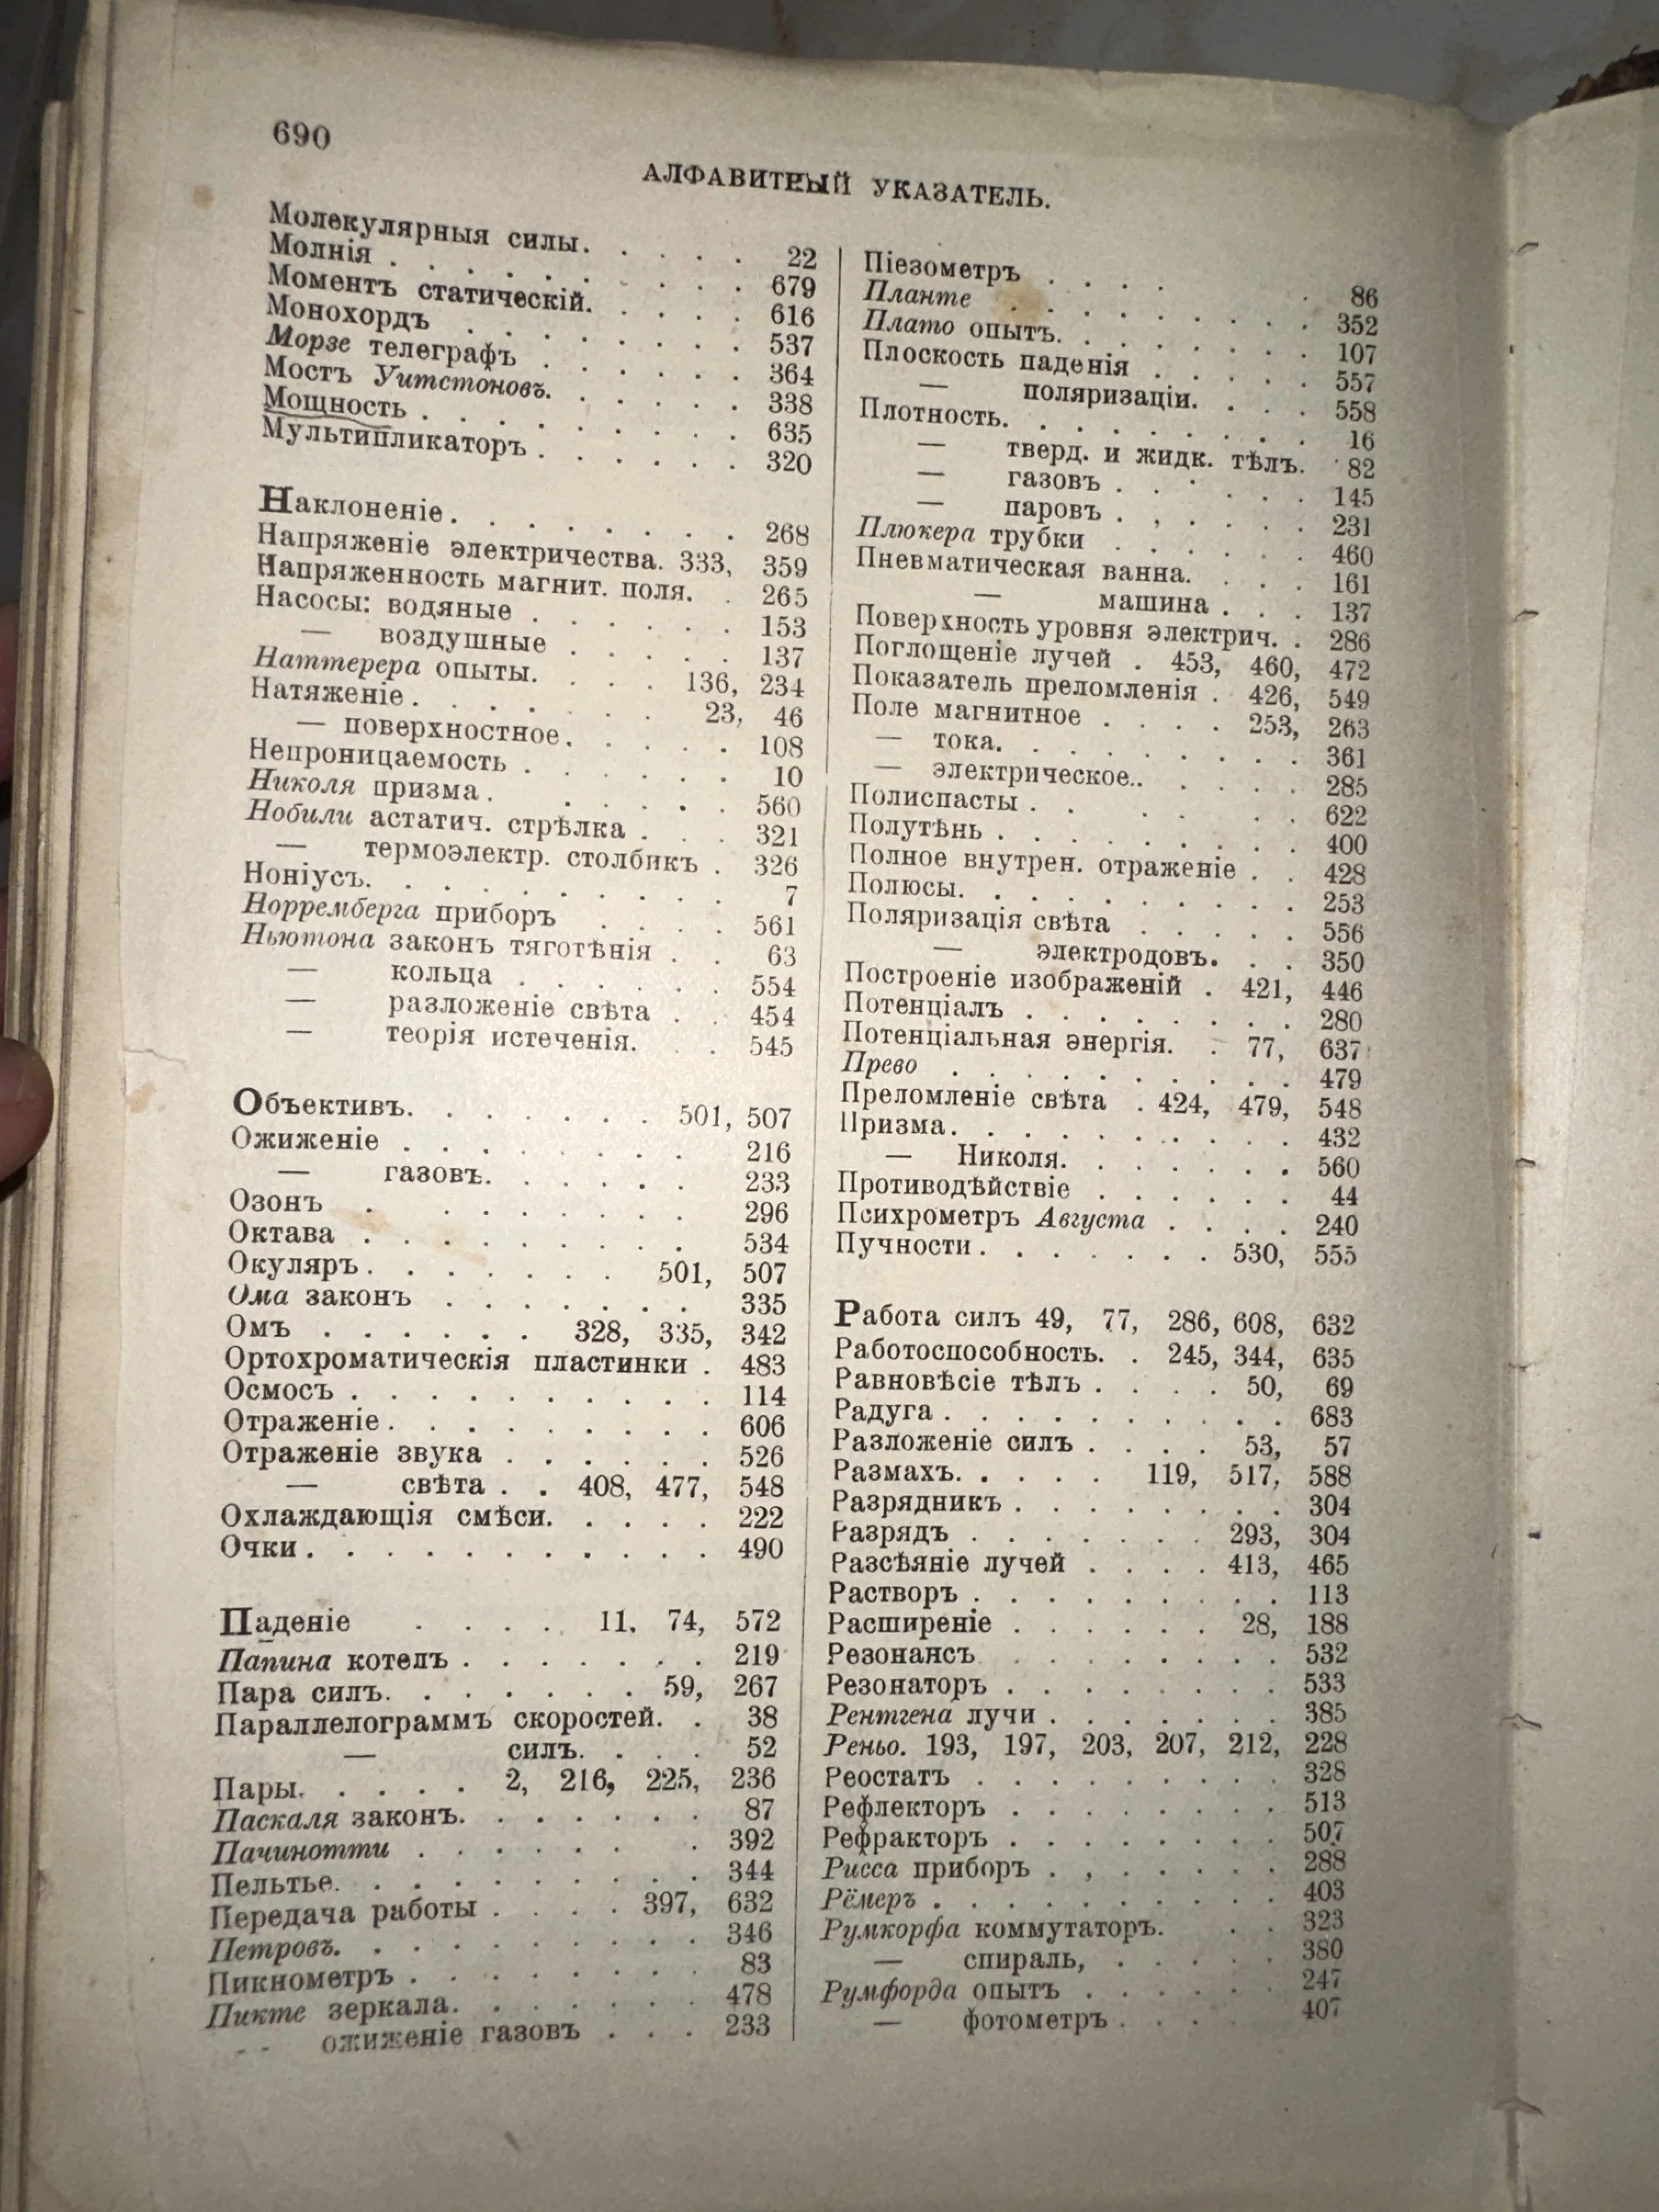 690
АЛФАВИТНЫЙ УКАЗАТЕЛЬ.
Молекулярныя силы. . . . . 22
Молнія . . . . . . . . 679
Моментъ статическій. . . . . 616
Монохордъ . . . . . . . 537
Морзе телеграфъ . . . . . . 364
Мостъ Уитстоновъ. . . . . . 338
Мощность . . . . . . . . 635
Мультипликаторъ . . . . . . 320
Наклоненіе. . . . . . . . 268
Напряженіе электричества. 333, 359
Напряженность магнит. поля. . 265
Насосы: водяные . . . . . . 153
— воздушные . . . . . 137
Наттерера опыты. . . . 136, 234
Натяженіе. . . . . . . 23, 46
— поверхностное. . . . . 108
Непроницаемость . . . . . . 10
Николя призма . . . . . . 560
Нобили астатич. стрѣлка . . . 321
— термоэлектр. столбикъ . 326
Ноніусъ. . . . . . . . . 7
Норремберга приборъ . . . . 561
Ньютона законъ тяготѣнія . . 63
— кольца . . . . . . 554
— разложеніе свѣта . . 454
— теорія истеченія. . . 545
Объективъ. . . . . . . 501, 507
Ожиженіе . . . . . . . . 216
— газовъ. . . . . . 233
Озонъ . . . . . . . . 296
Октава . . . . . . . . . 534
Окуляръ . . . . . . . 501, 507
Ома законъ . . . . . . . 335
Омъ . . . . . . 328, 335, 342
Ортохроматическія пластинки . 483
Осмосъ . . . . . . . . . 114
Отраженіе . . . . . . . . 606
Отраженіе звука . . . . . . 526
— свѣта . . 408, 477, 548
Охлаждающія смѣси. . . . . 222
Очки . . . . . . . . . . 490
Паденіе . . . . 11, 74, 572
Папина котелъ . . . . . . . 219
Пара силъ. . . . . . . 59, 267
Параллелограммъ скоростей. . 38
— силъ. . . . 52
Пары. . . . . 2, 216, 225, 236
Паскаля законъ. . . . . . . 87
Пачинотти . . . . . . . 392
Пельтье. . . . . . . . . 344
Передача работы . . . . 397, 632
Петровъ. . . . . . . . . 346
Пикнометръ . . . . . . . . 83
Пикте зеркала. . . . . . . 478
— ожиженіе газовъ . . . 233
Піезометръ . . . . . 86
Планте . . . . . . . . 352
Плато опытъ. . . . . . . 107
Плоскость паденія . . . . . 557
— поляризаціи. . . . 558
Плотность. . . . . . . . 16
— тверд. и жидк. тѣлъ. 82
— газовъ . . . . . . 145
— паровъ . , . . . . 231
Плюкера трубки . . . . . . 460
Пневматическая ванна. . . . 161
— машина . . . 137
Поверхность уровня электрич. . 286
Поглощеніе лучей . 453, 460, 472
Показатель преломленія . 426, 549
Поле магнитное . . . . 253, 263
— тока. . . . . . . . 361
— электрическое.. . . . . 285
Полиспасты . . . . . . 622
Полутѣнь . . . . . . . . 400
Полное внутрен. отраженіе . . 428
Полюсы. . . . . . . . . 253
Поляризація свѣта . . . . . 556
— электродовъ. . . 350
Построеніе изображеній . 421, 446
Потенціалъ . . . . . . . . 280
Потенціальная энергія. . 77, 637
Прево . . . . . . . . . 479
Преломленіе свѣта . 424, 479, 548
Призма. . . . . . . . . . 432
— Николя. . . . . . . 560
Противодѣйствіе . . . . . . 44
Психрометръ Августа . . . . 240
Пучности . . . . . . . 530, 555
Работа силъ 49, 77, 286, 608, 632
Работоспособность. . 245, 344, 635
Равновѣсіе тѣлъ . . . . 50, 69
Радуга . . . . . . . . . . 683
Разложеніе силъ . . . . 53, 57
Размахъ. . . . . 119, 517, 588
Разрядникъ . . . . . . . . 304
Разрядъ . . . . . . . 293, 304
Разсѣяніе лучей . . . . 413, 465
Растворъ . . . . . . . . . 113
Расширеніе . . . . . . 28, 188
Резонансъ . . . . . . . . 532
Резонаторъ . . . . . . . . 533
Рентгена лучи . . . . . . . 385
Реньо. 193, 197, 203, 207, 212, 228
Реостатъ . . . . . . . . . 328
Рефлекторъ . . . . . . . . 513
Рефракторъ . . . . . . . . 507
Рисса приборъ . , . . . . . 288
Рёмеръ . . . . . . . . . . 403
Румкорфа коммутаторъ. . . 323
— спираль, . . . . . 380
Румфорда опытъ . . . . . . 247
— фотометръ . . . . 407